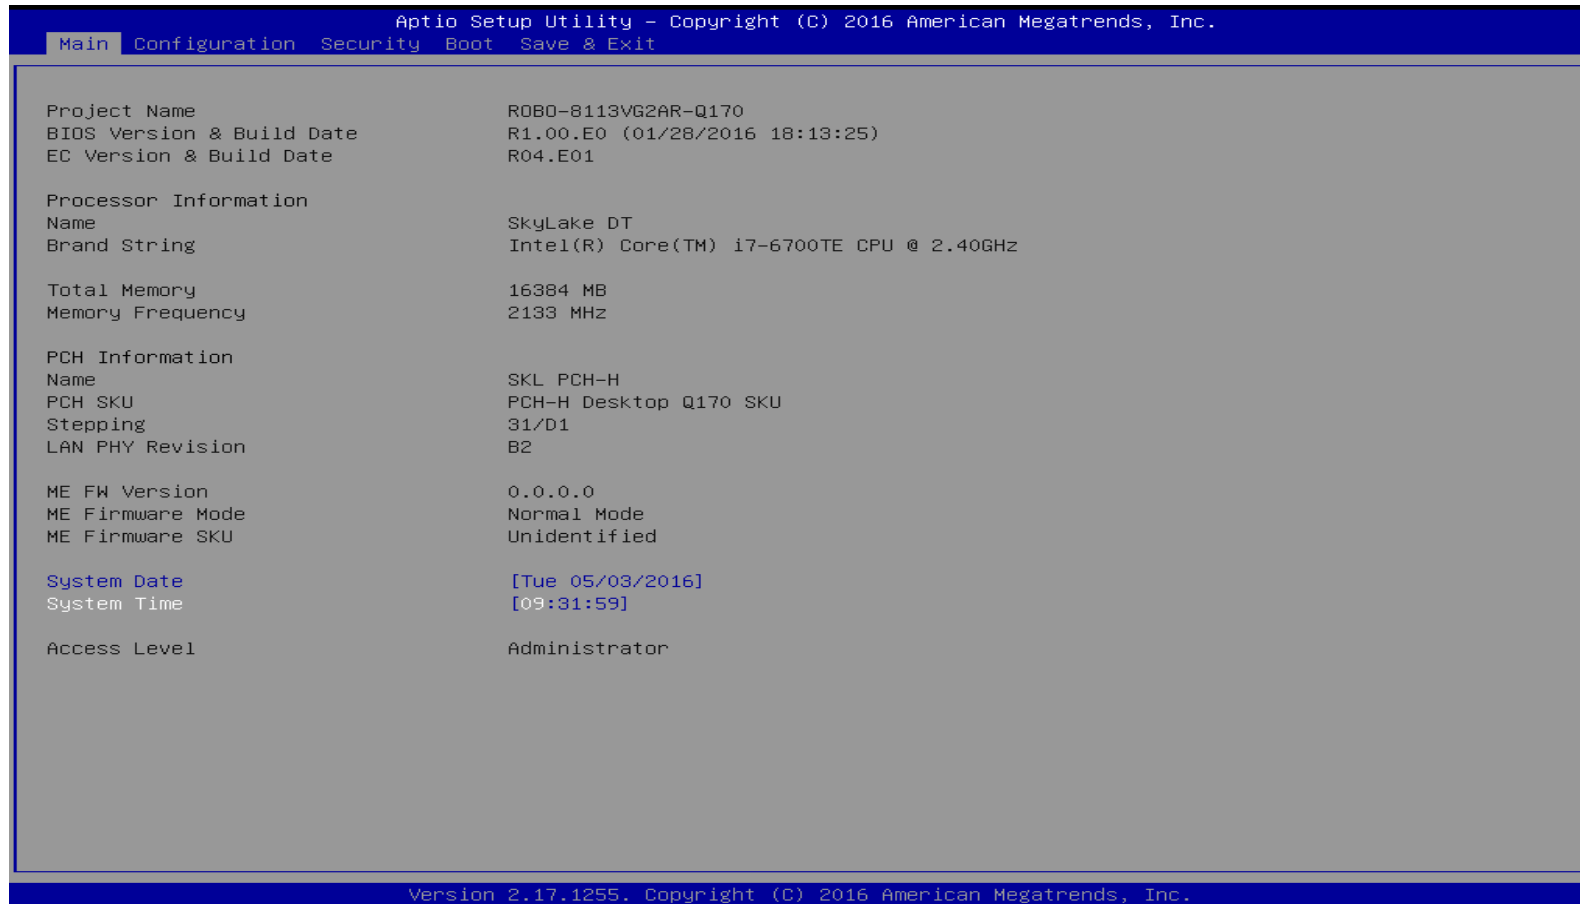 Aptio Setup Utility – Copyright (C) 2016 American Megatrends, Inc.
Main Configuration Security Boot Save & Exit
Project Name ROBO-8113VG2AR-Q170
BIOS Version & Build Date R1.00.E0 (01/28/2016 18:13:25)
EC Version & Build Date R04.E01
Processor Information
Name SkyLake DT
Brand String Intel(R) Core(TM) i7-6700TE CPU @ 2.40GHz
Total Memory 16384 MB
Memory Frequency 2133 MHz
PCH Information
Name SKL PCH-H
PCH SKU PCH-H Desktop Q170 SKU
Stepping 31/D1
LAN PHY Revision B2
ME FW Version 0.0.0.0
ME Firmware Mode Normal Mode
ME Firmware SKU Unidentified
System Date [Tue 05/03/2016]
System Time [09:31:59]
Access Level Administrator
Version 2.17.1255. Copyright (C) 2016 American Megatrends, Inc.